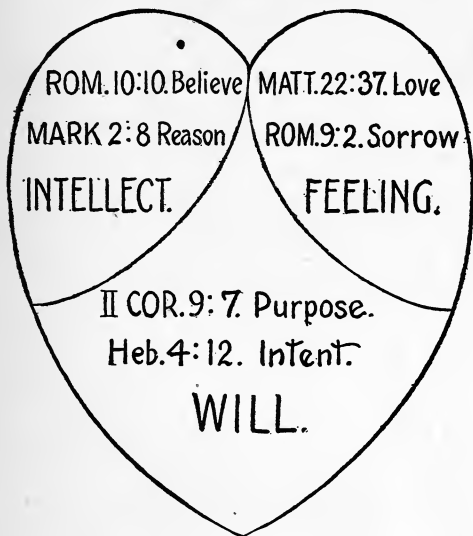 ROM. 10:10. Believe
MARK 2:8 Reason
INTELLECT.
MATT. 22:37. Love
ROM. 9:2. Sorrow
FEELING.
II COR. 9:7. Purpose.
Heb. 4:12. Intent.
WILL.